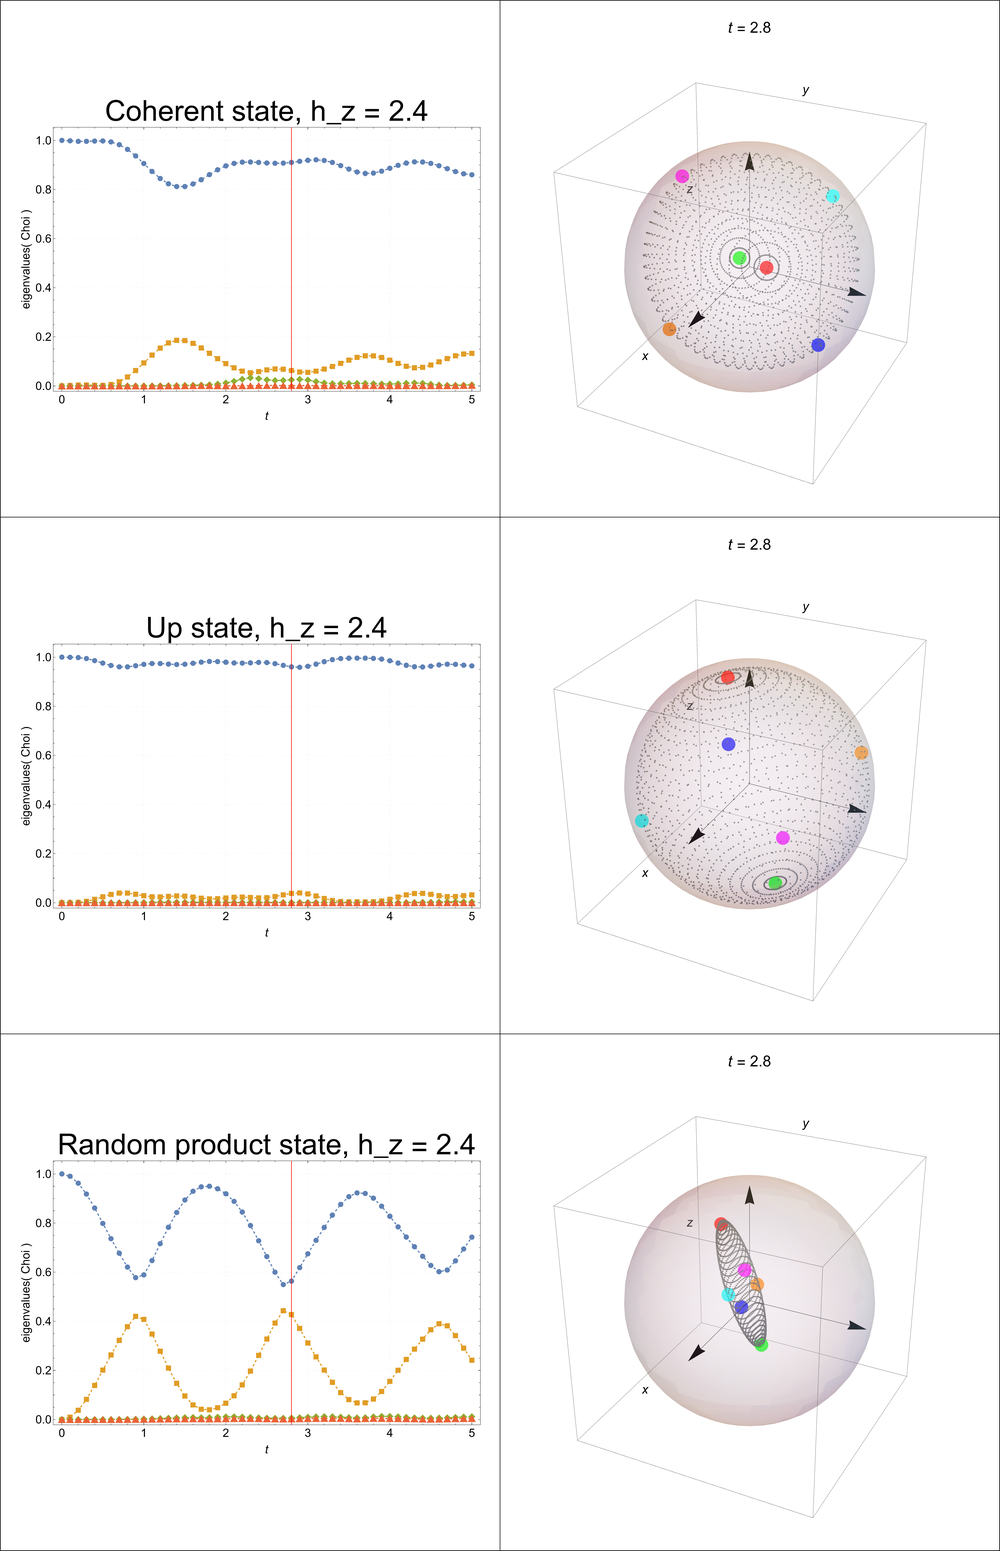 t = 2.8
Coherent state, h_z = 2.4
eigenvalues( Choi )
1.0
0.8
0.6
0.4
0.2
0.0
0 1 2 3 4 5
t
y
z
x
t = 2.8
Up state, h_z = 2.4
eigenvalues( Choi )
1.0
0.8
0.6
0.4
0.2
0.0
0 1 2 3 4 5
t
y
z
x
t = 2.8
Random product state, h_z = 2.4
eigenvalues( Choi )
1.0
0.8
0.6
0.4
0.2
0.0
0 1 2 3 4 5
t
y
z
x